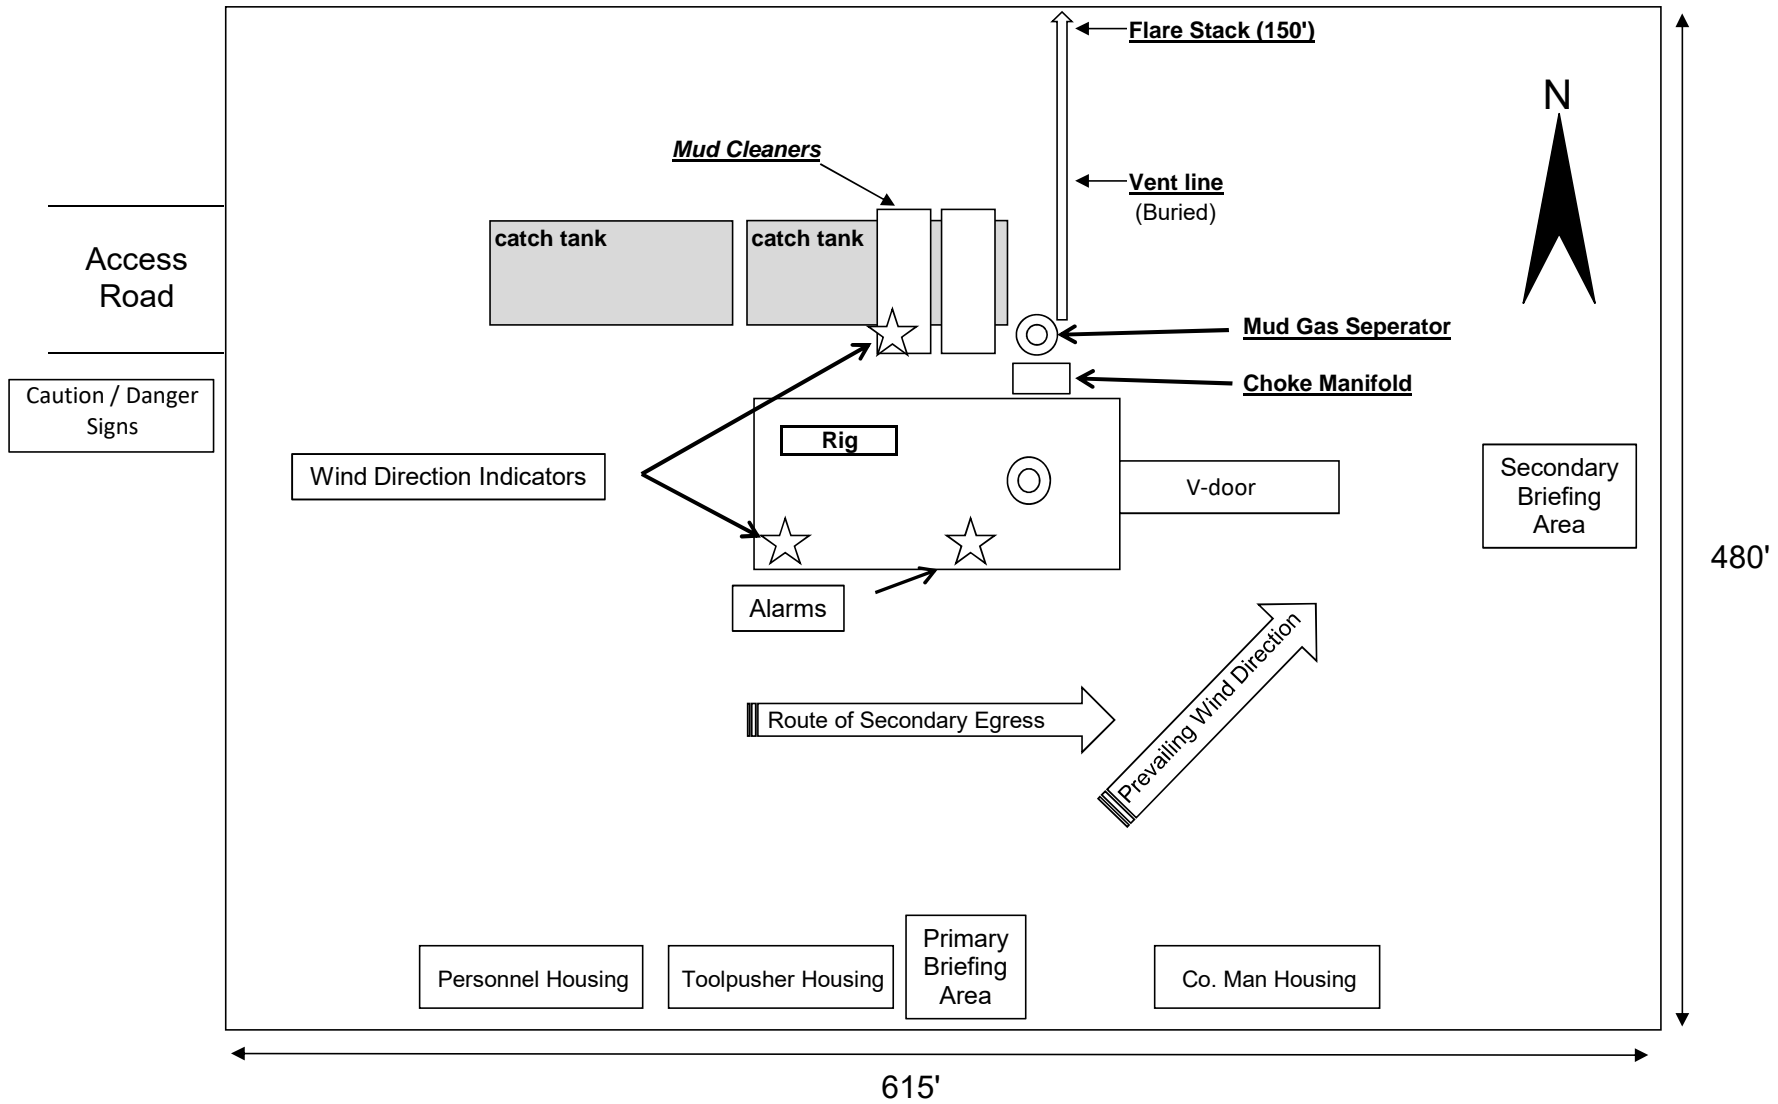 Flare Stack (150')
N
Mud Cleaners
Vent line
(Buried)
catch tank
catch tank
Access
Road
Mud Gas Seperator
Choke Manifold
Caution / Danger
Signs
Rig
Wind Direction Indicators
V-door
Secondary
Briefing
Area
480'
Alarms
Prevailing Wind Direction
Route of Secondary Egress
Personnel Housing
Toolpusher Housing
Primary
Briefing
Area
Co. Man Housing
615'